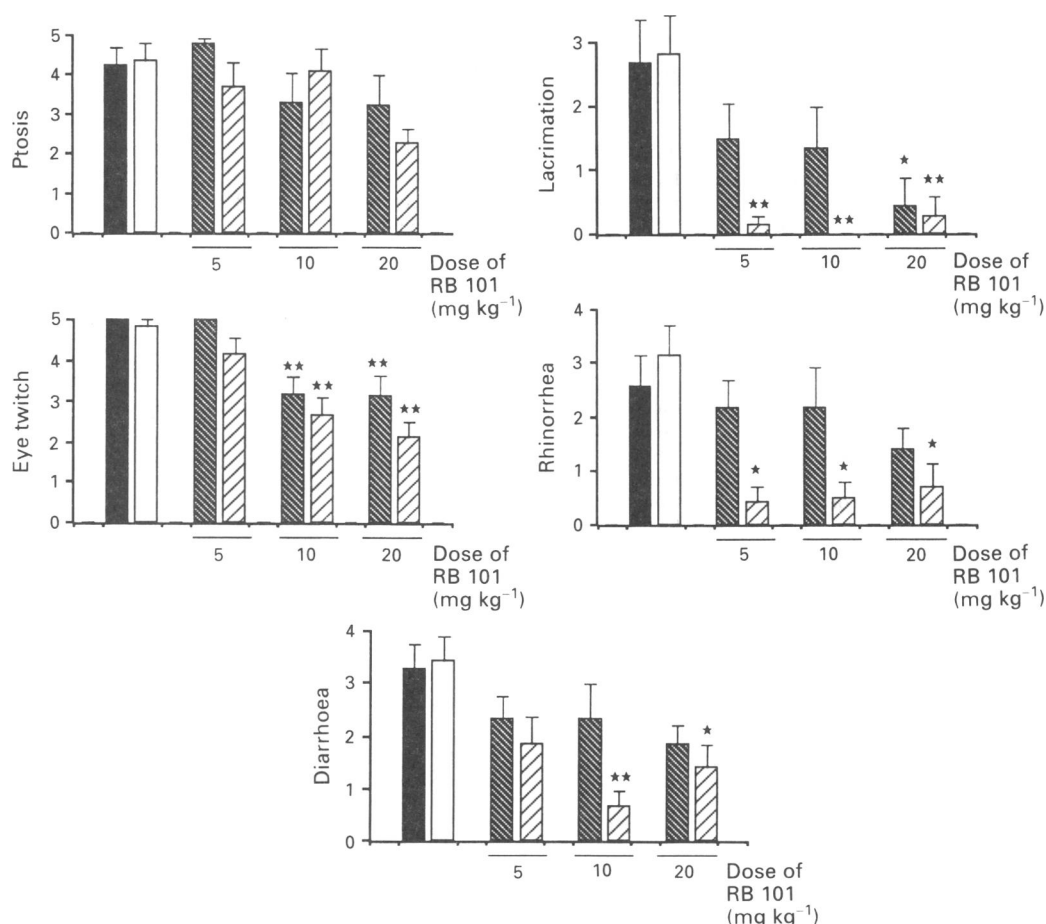 Ptosis
5
4
3
2
1
0
5
10
20
Dose of
RB 101
(mg kg⁻¹)
Lacrimation
3
2
1
0
★★
★★
★
★★
5
10
20
Dose of
RB 101
(mg kg⁻¹)
Eye twitch
5
4
3
2
1
0
★★
★★
★★
★★
5
10
20
Dose of
RB 101
(mg kg⁻¹)
Rhinorrhea
4
3
2
1
0
★
★
★
5
10
20
Dose of
RB 101
(mg kg⁻¹)
Diarrhoea
4
3
2
1
0
★★
★
5
10
20
Dose of
RB 101
(mg kg⁻¹)